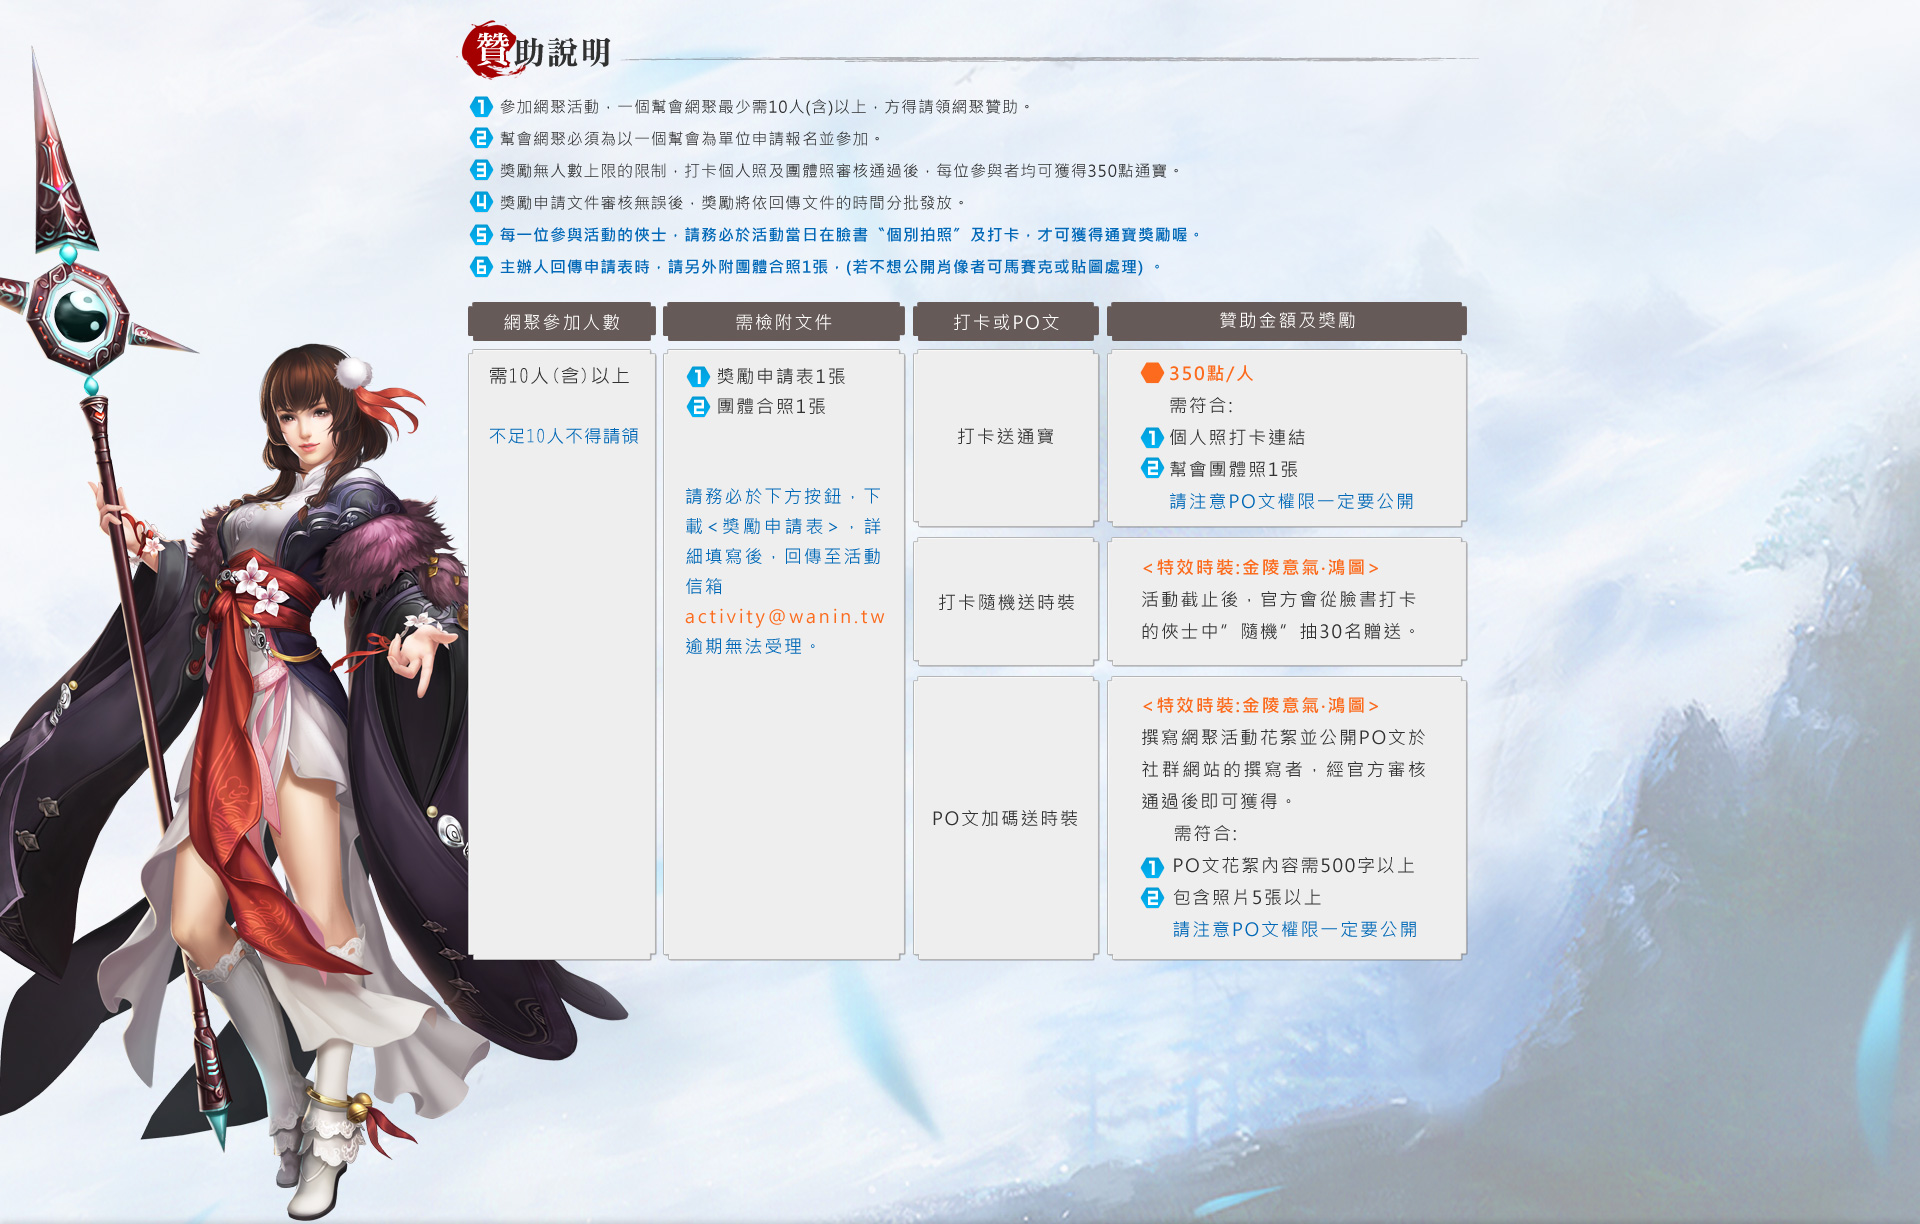 贊助說明
1 參加網聚活動，一個幫會網聚最少需10人(含)以上，方得請領網聚贊助。
2 幫會網聚必須為以一個幫會為單位申請報名並參加。
3 獎勵無人數上限的限制，打卡個人照及團體照審核通過後，每位參與者均可獲得350點通寶。
4 獎勵申請文件審核無誤後，獎勵將依回傳文件的時間分批發放。
5 每一位參與活動的俠士，請務必於活動當日在臉書〝個別拍照〞及打卡，才可獲得通寶獎勵喔。
6 主辦人回傳申請表時，請另外附團體合照1張，(若不想公開肖像者可馬賽克或貼圖處理) 。
網聚參加人數
需10人(含)以上
不足10人不得請領
需檢附文件
1 獎勵申請表1張
2 團體合照1張
請務必於下方按鈕，下
載<獎勵申請表>，詳
細填寫後，回傳至活動
信箱
activity@wanin.tw
逾期無法受理。
打卡或PO文
贊助金額及獎勵
打卡送通寶
350點/人
需符合:
1 個人照打卡連結
2 幫會團體照1張
請注意PO文權限一定要公開
打卡隨機送時裝
<特效時裝:金陵意氣·鴻圖>
活動截止後，官方會從臉書打卡
的俠士中”隨機“抽30名贈送。
PO文加碼送時裝
<特效時裝:金陵意氣·鴻圖>
撰寫網聚活動花絮並公開PO文於
社群網站的撰寫者，經官方審核
通過後即可獲得。
需符合:
1 PO文花絮內容需500字以上
2 包含照片5張以上
請注意PO文權限一定要公開